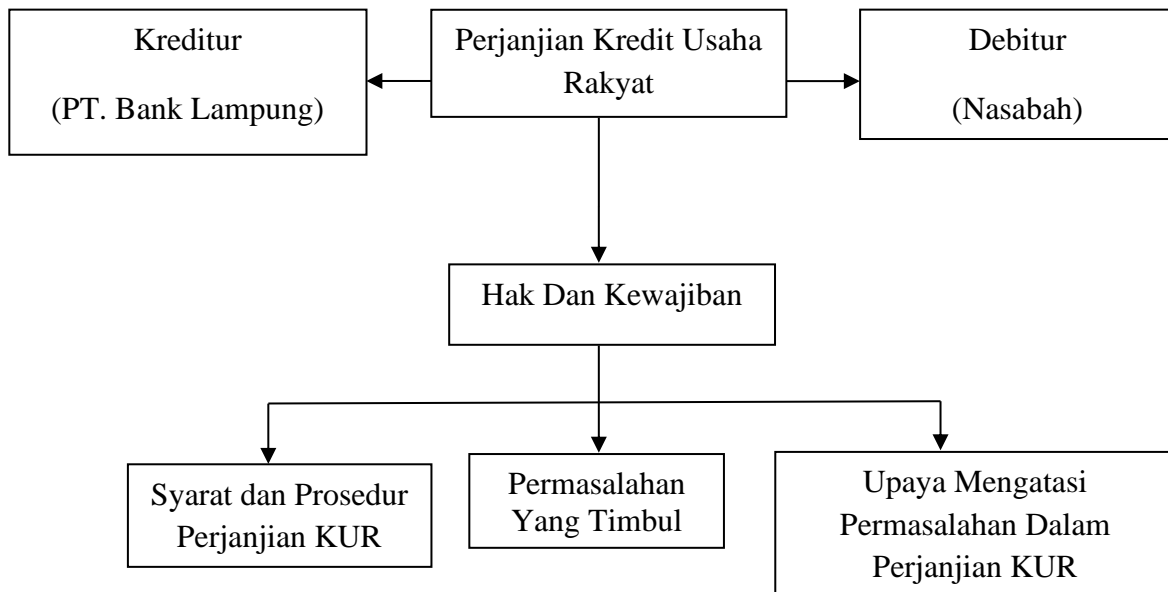 Kreditur
(PT. Bank Lampung)
Perjanjian Kredit Usaha
Rakyat
Debitur
(Nasabah)
Hak Dan Kewajiban
Syarat dan Prosedur
Perjanjian KUR
Permasalahan
Yang Timbul
Upaya Mengatasi
Permasalahan Dalam
Perjanjian KUR